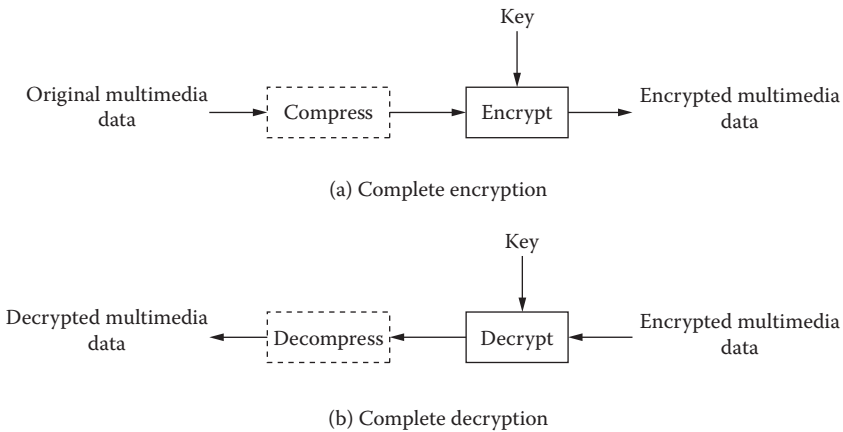 Key
Original multimedia
data
Compress
Encrypt
Encrypted multimedia
data
(a) Complete encryption
Key
Decrypted multimedia
data
Decompress
Decrypt
Encrypted multimedia
data
(b) Complete decryption